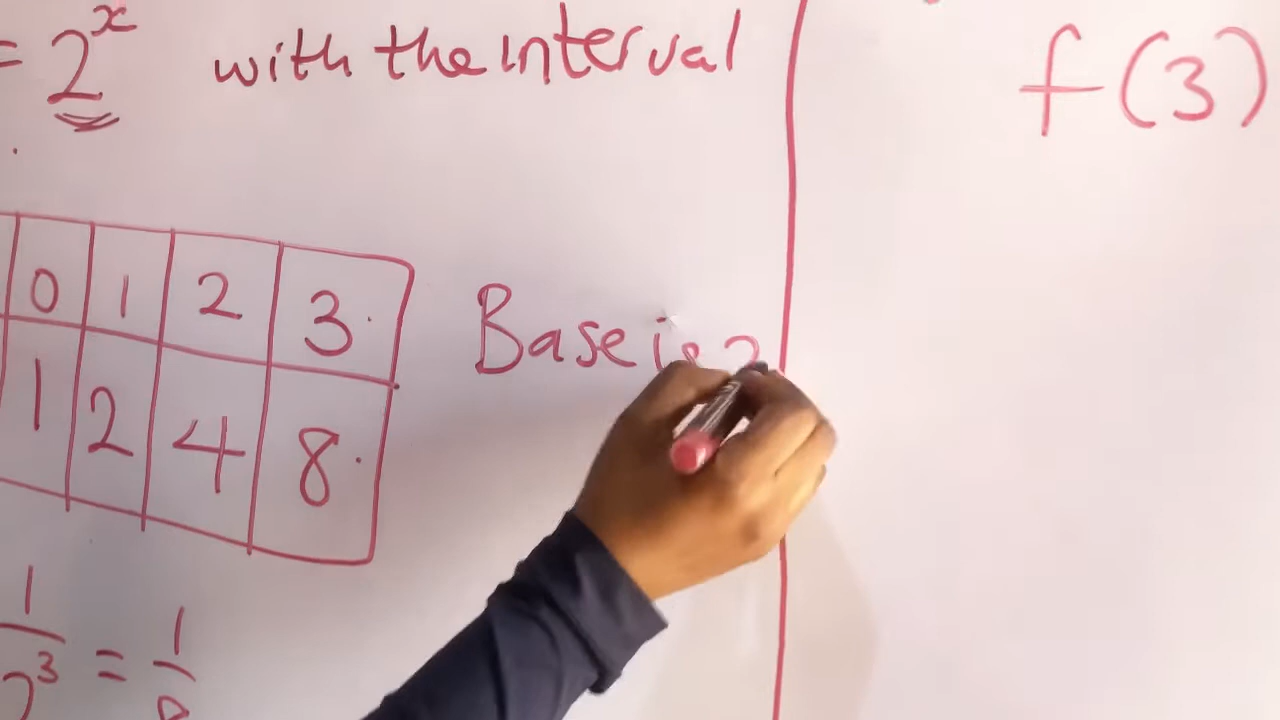 = 2^x with the interval
f(3)
0 1 2 3
1 2 4 8
Base is 2
1/2^3 = 1/8